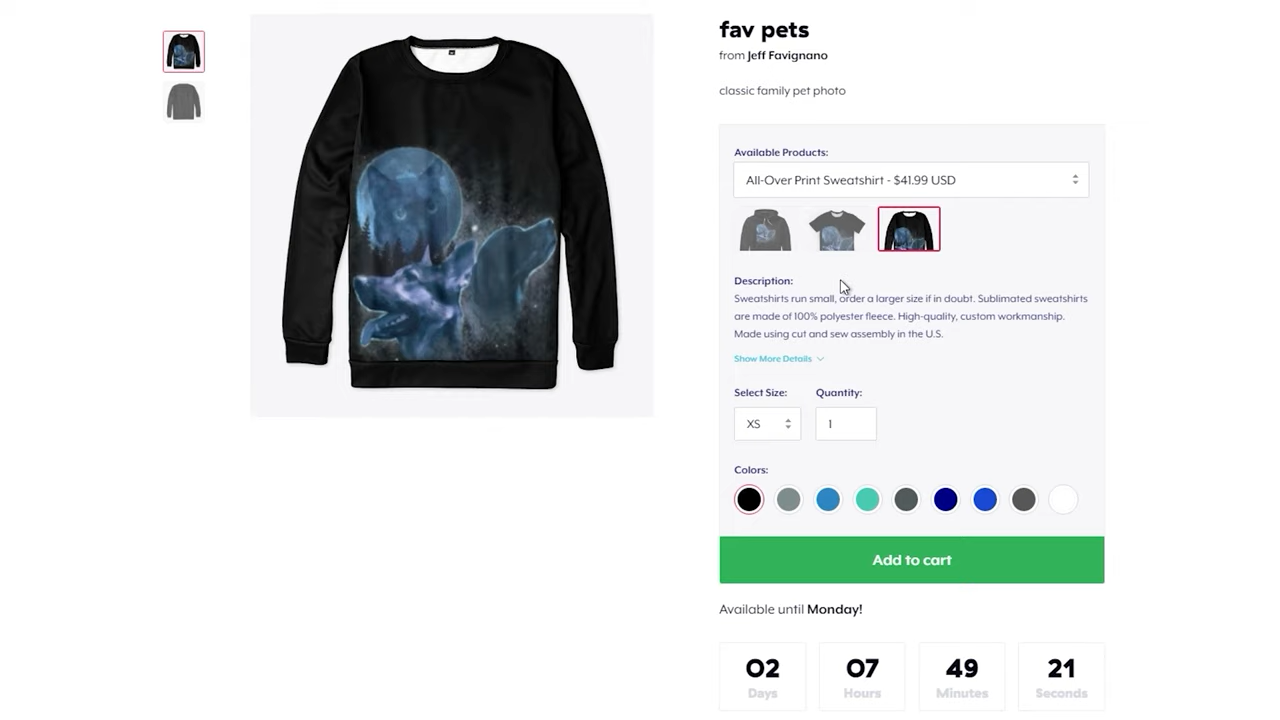 fav pets
from Jeff Favignano
classic family pet photo
Available Products:
All-Over Print Sweatshirt - $41.99 USD
Description:
Sweatshirts run small, order a larger size if in doubt. Sublimated sweatshirts
are made of 100% polyester fleece. High-quality, custom workmanship.
Made using cut and sew assembly in the U.S.
Show More Details
Select Size: Quantity:
XS 1
Colors:
Add to cart
Available until Monday!
02 07 49 21
Days Hours Minutes Seconds